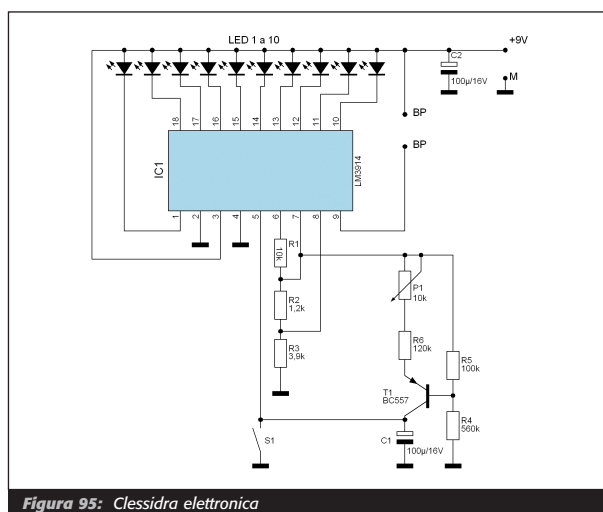 LED 1 a 10
+9V
C2
100µ/16V
M
BP
BP
18 17 16 15 14 13 12 11 10
IC1
LM3914
1 2 3 4 5 6 7 8 9
R1
10k
R2
1,2k
R3
3,9k
P1
10k
R6
120k
R5
100k
T1
BC557
R4
560k
S1
C1
100µ/16V
Figura 95: Clessidra elettronica